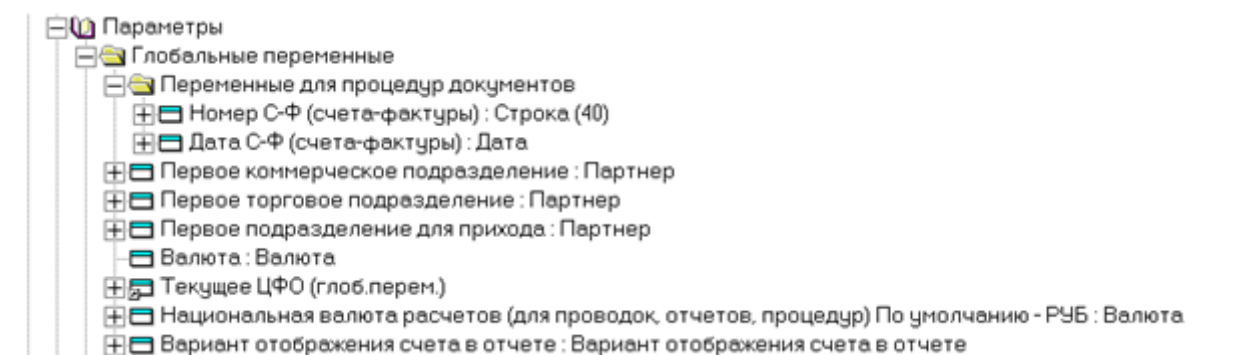 Параметры
Глобальные переменные
Переменные для процедур документов
Номер С-Ф (счета-фактуры) : Строка (40)
Дата С-Ф (счета-фактуры) : Дата
Первое коммерческое подразделение : Партнер
Первое торговое подразделение : Партнер
Первое подразделение для прихода : Партнер
Валюта : Валюта
Текущее ЦФО (глоб.перем.)
Национальная валюта расчетов (для проводок, отчетов, процедур) По умолчанию - РУБ : Валюта
Вариант отображения счета в отчете : Вариант отображения счета в отчете